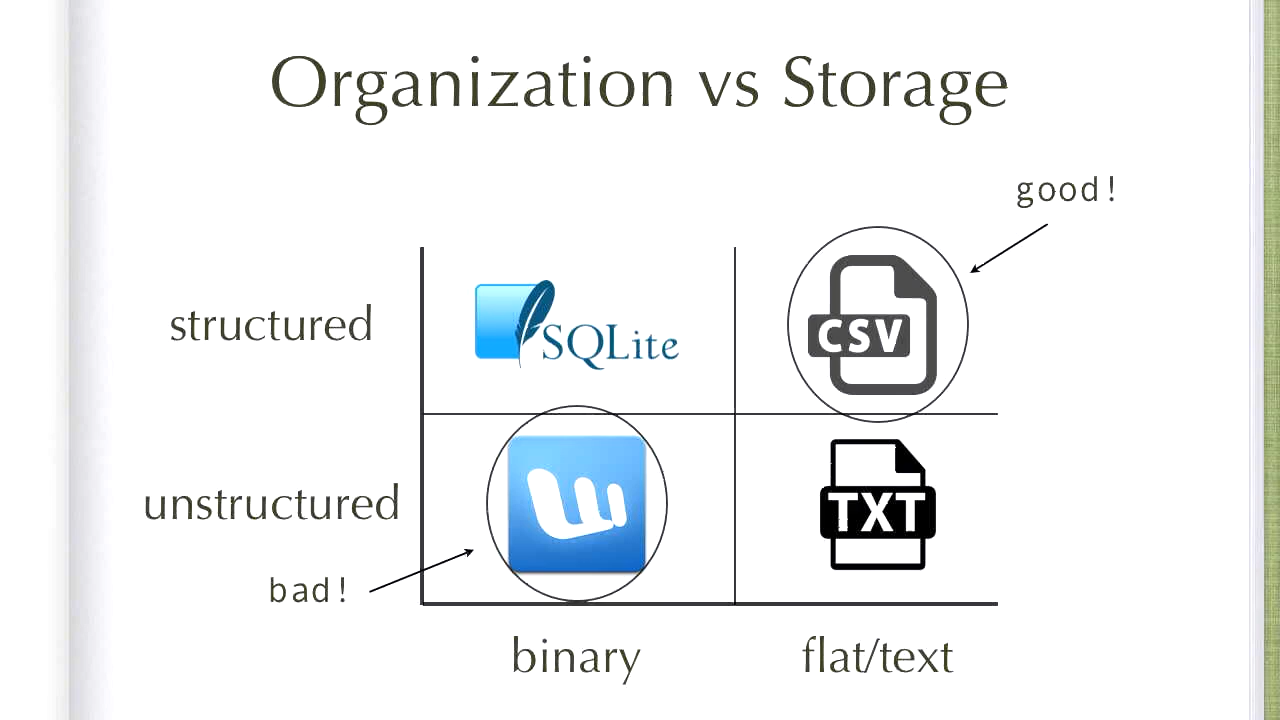 Organization vs Storage
good!
structured
SQLite
CSV
unstructured
TXT
bad!
binary
flat/text